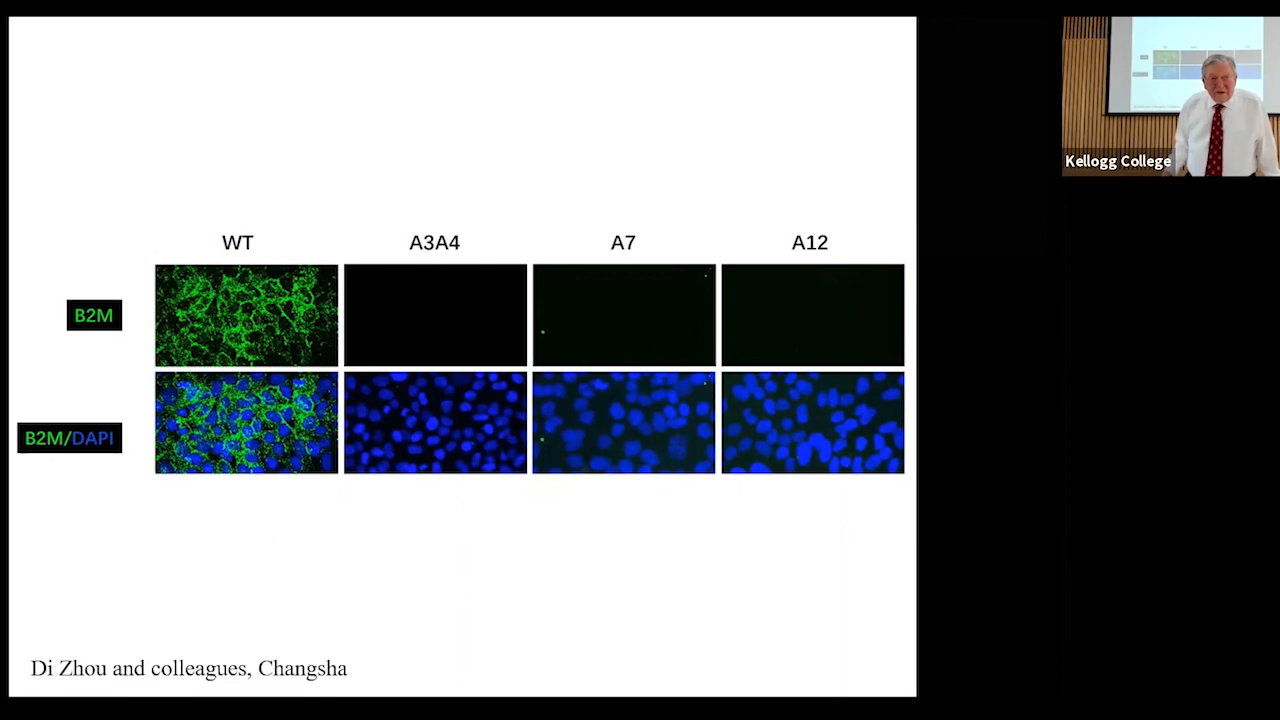 WT A3A4 A7 A12
B2M
B2M/DAPI
Di Zhou and colleagues, Changsha
Kellogg College